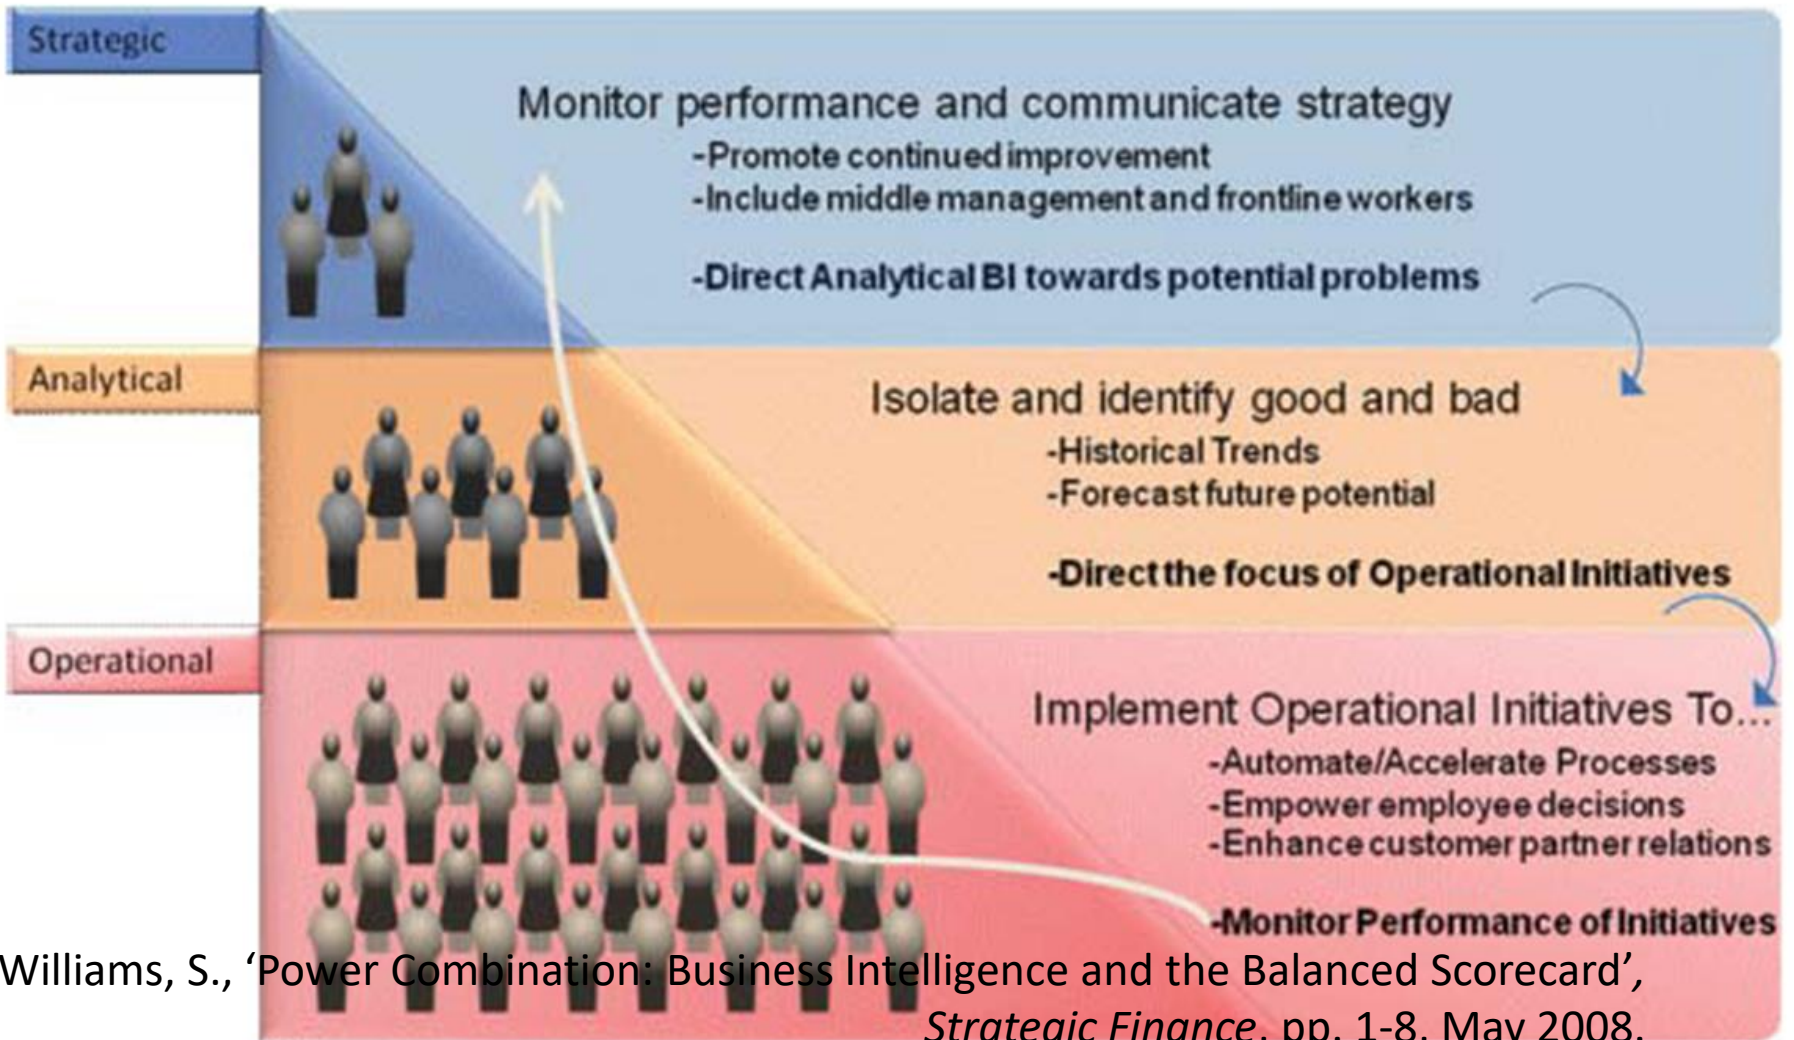 Strategic
Monitor performance and communicate strategy
-Promote continued improvement
-Include middle management and frontline workers
-Direct Analytical BI towards potential problems
Analytical
Isolate and identify good and bad
-Historical Trends
-Forecast future potential
-Direct the focus of Operational Initiatives
Operational
Implement Operational Initiatives To...
-Automate/Accelerate Processes
-Empower employee decisions
-Enhance customer partner relations
-Monitor Performance of Initiatives
Williams, S., ‘Power Combination: Business Intelligence and the Balanced Scorecard’,
Strategic Finance, pp. 1-8, May 2008.